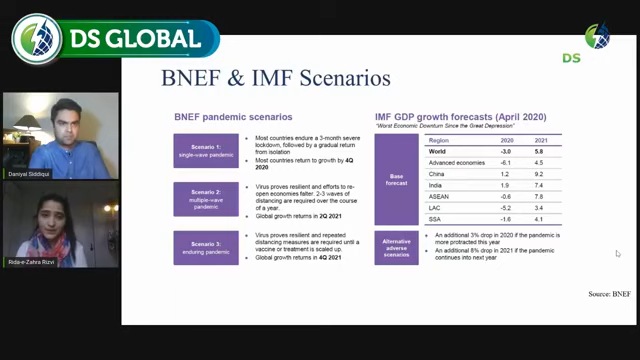 DS GLOBAL
DS
BNEF & IMF Scenarios
BNEF pandemic scenarios
Scenario 1:
single-wave pandemic
Most countries endure a 3-month severe
lockdown, followed by a gradual return
from isolation
Most countries return to growth by 4Q
2020
Scenario 2:
multiple-wave
pandemic
Virus proves resilient and efforts to re-
open economies falter. 2-3 waves of
distancing are required over the course
of a year.
Global growth returns in 2Q 2021
Scenario 3:
enduring pandemic
Virus proves resilient and repeated
distancing measures are required until a
vaccine or treatment is scaled up.
Global growth returns in 4Q 2021
IMF GDP growth forecasts (April 2020)
"Worst Economic Downturn Since the Great Depression"
Base
forecast
Region 2020 2021
World -3.0 5.8
Advanced economies -6.1 4.5
China 1.2 9.2
India 1.9 7.4
ASEAN -0.6 7.8
LAC -5.2 3.4
SSA -1.6 4.1
Alternative
adverse
scenarios
An additional 3% drop in 2020 if the pandemic is
more protracted this year
An additional 8% drop in 2021 if the pandemic
continues into next year
Source: BNEF
Daniyal Siddiqui
Rida-e-Zahra Rizvi